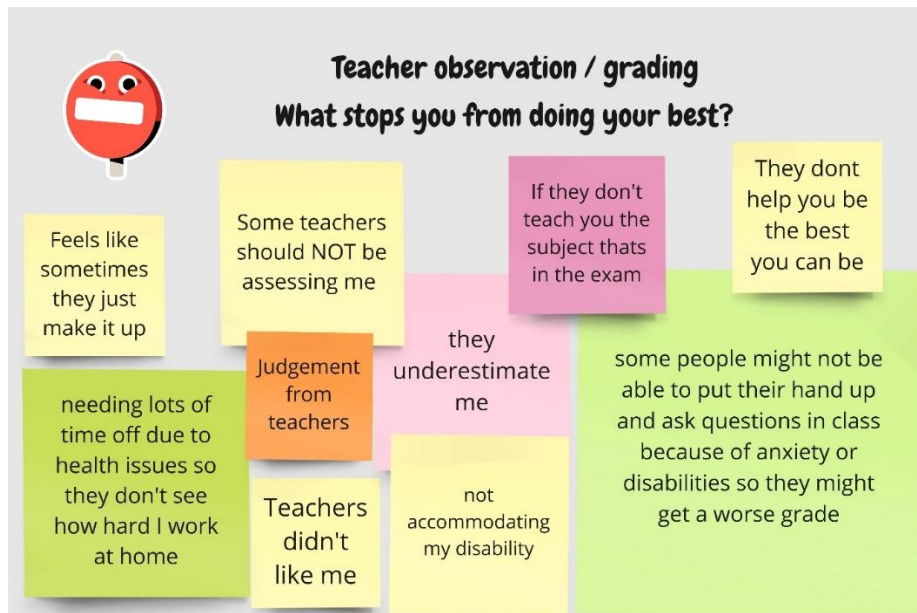 Teacher observation / grading
What stops you from doing your best?
Feels like
sometimes
they just
make it up
Some teachers
should NOT be
assessing me
If they don't
teach you the
subject thats
in the exam
They dont
help you be
the best
you can be
needing lots of
time off due to
health issues so
they don't see
how hard I work
at home
Judgement
from
teachers
they
underestimate
me
some people might not be
able to put their hand up
and ask questions in class
because of anxiety or
disabilities so they might
get a worse grade
Teachers
didn't
like me
not
accommodating
my disability